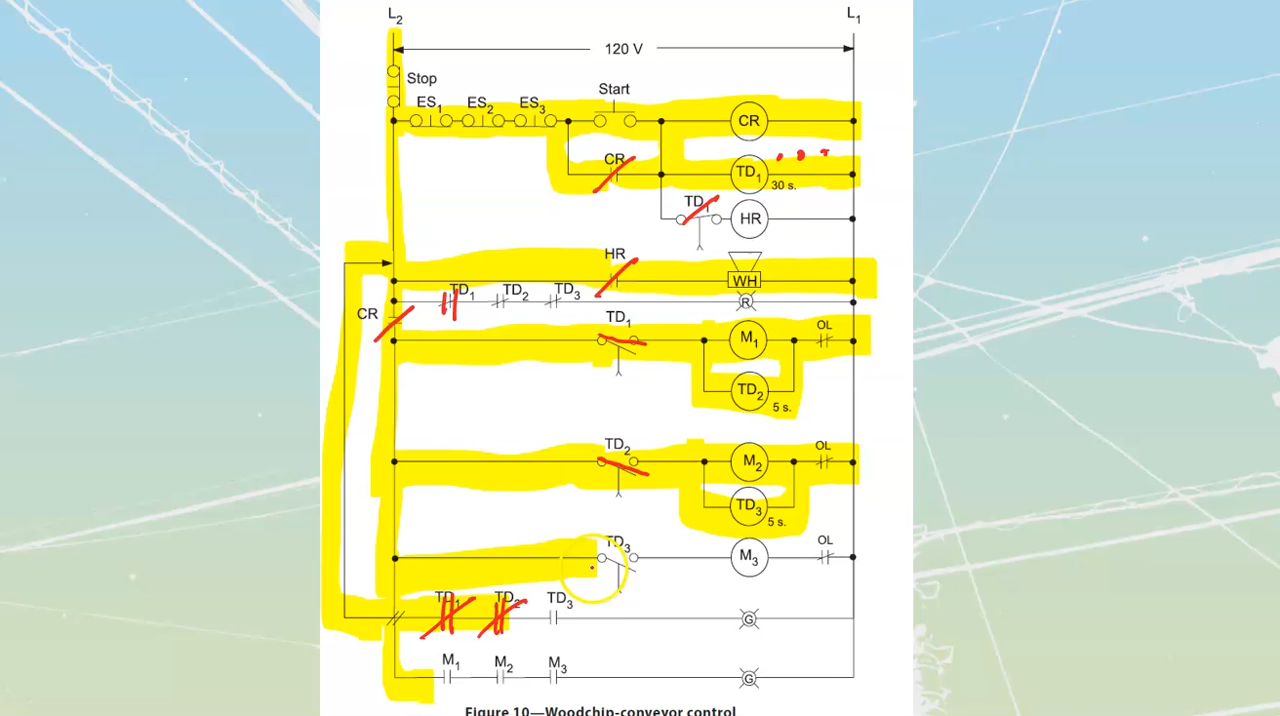 L2 L1
120 V
Stop
Start
ES1 ES2 ES3
CR
CR TD1
30 s.
TD1 HR
HR
WH
TD1 TD2 TD3 R
CR TD1 M1 OL
TD2
5 s.
TD2 M2 OL
TD3
5 s.
TD3 M3 OL
TD1 TD2 TD3
G
M1 M2 M3
G
Figure 10—Woodchip-conveyor control